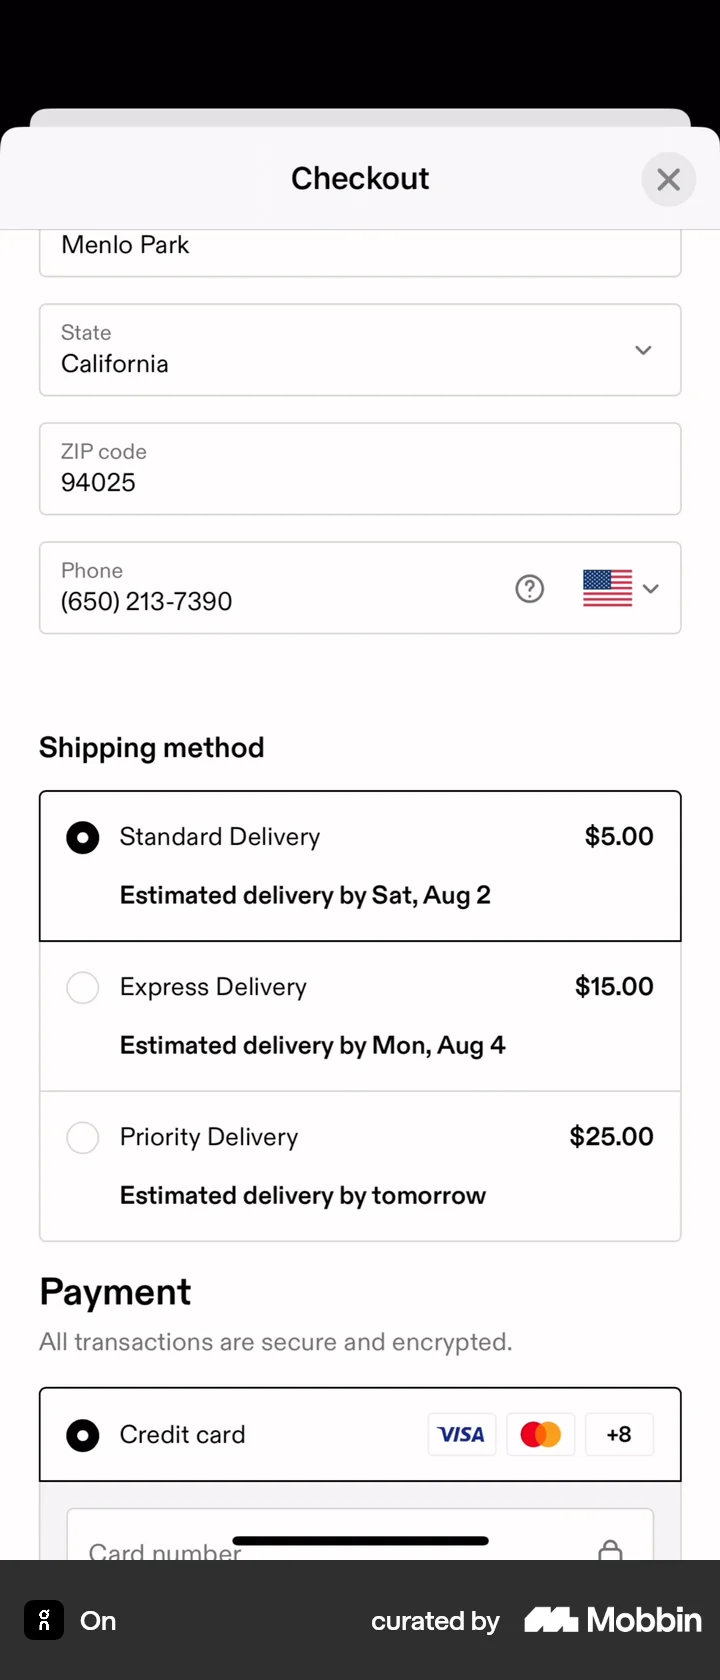 Checkout
Menlo Park
State
California
ZIP code
94025
Phone
(650) 213-7390
Shipping method
Standard Delivery $5.00
Estimated delivery by Sat, Aug 2
Express Delivery $15.00
Estimated delivery by Mon, Aug 4
Priority Delivery $25.00
Estimated delivery by tomorrow
Payment
All transactions are secure and encrypted.
Credit card VISA +8
Card number
On curated by Mobbin